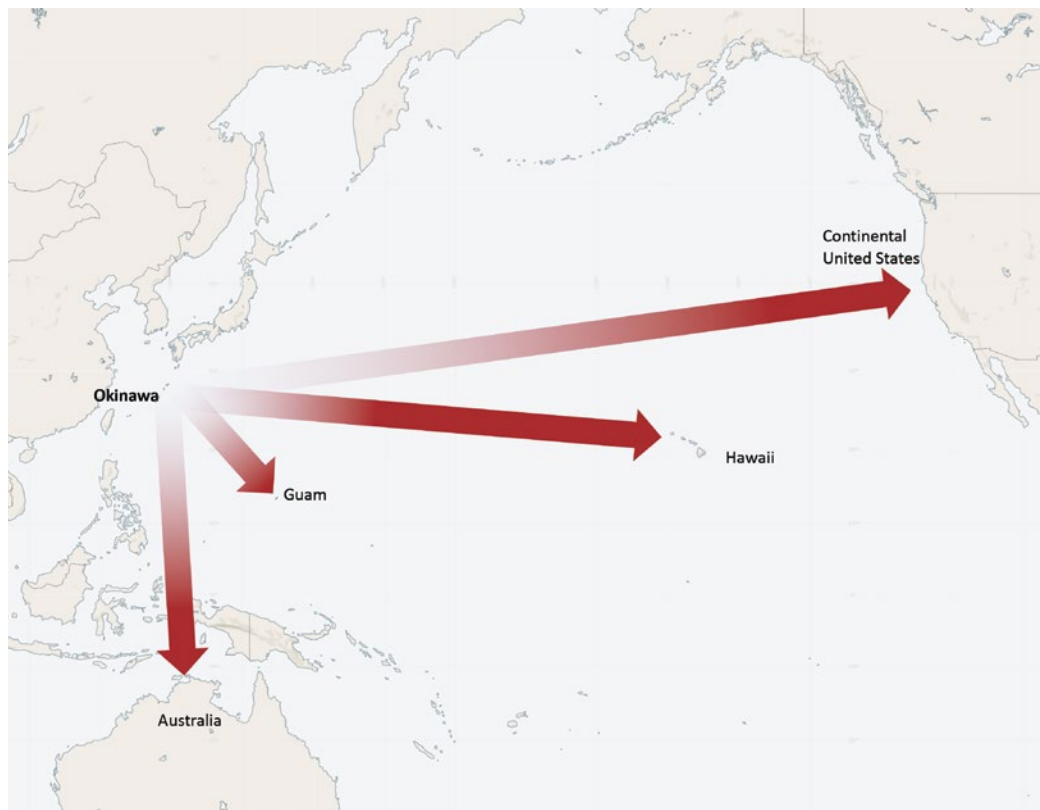 Continental
United States
Okinawa
Hawaii
Guam
Australia